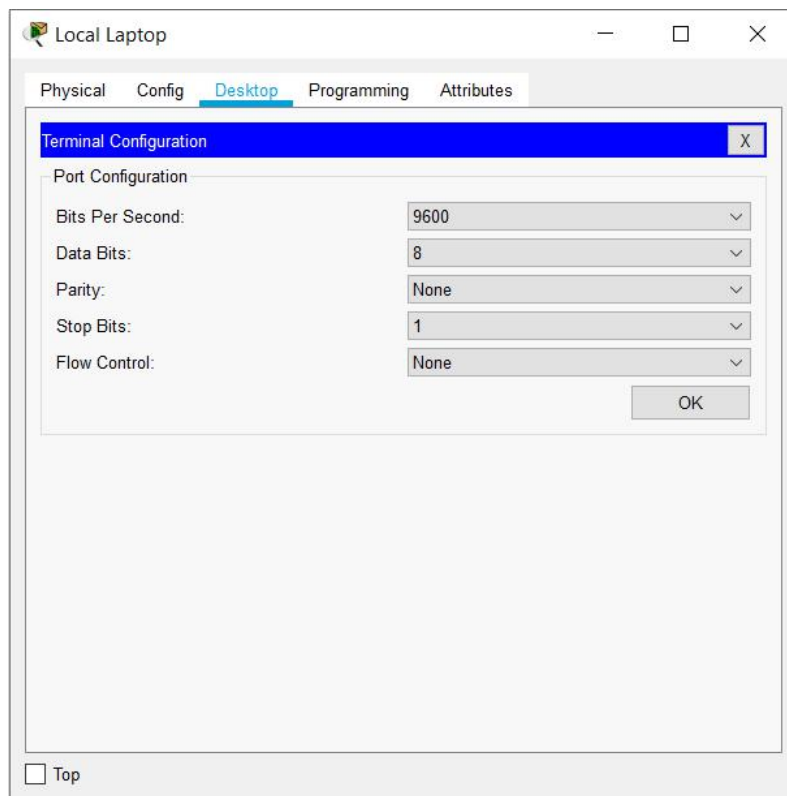 Local Laptop
Physical Config Desktop Programming Attributes
Terminal Configuration X
Port Configuration
Bits Per Second: 9600
Data Bits: 8
Parity: None
Stop Bits: 1
Flow Control: None
OK
Top